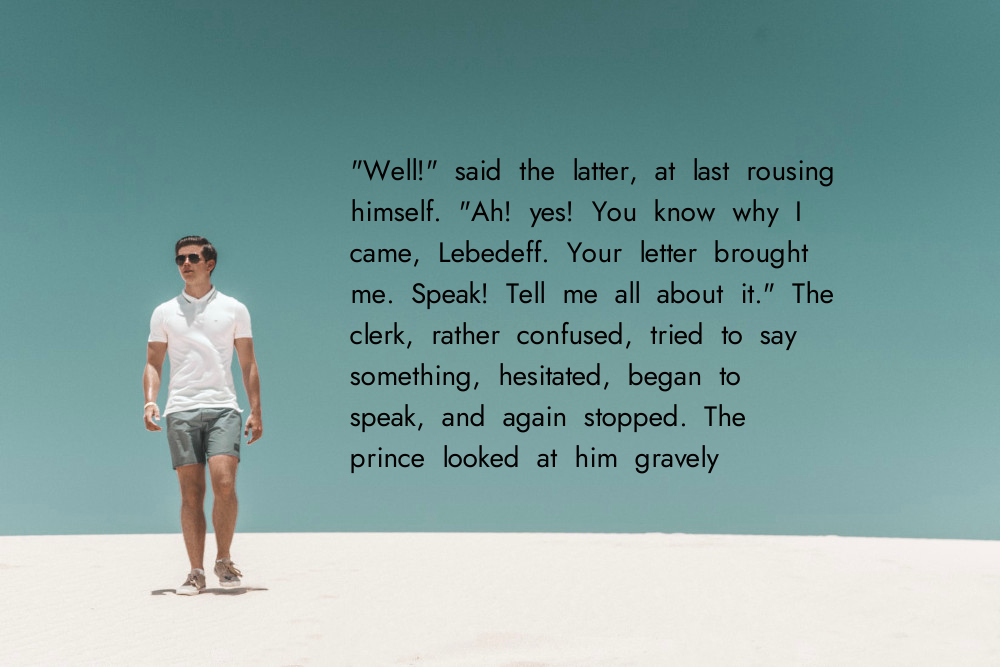 "Well!" said the latter, at last rousing
himself. "Ah! yes! You know why I
came, Lebedeff. Your letter brought
me. Speak! Tell me all about it." The
clerk, rather confused, tried to say
something, hesitated, began to
speak, and again stopped. The
prince looked at him gravely